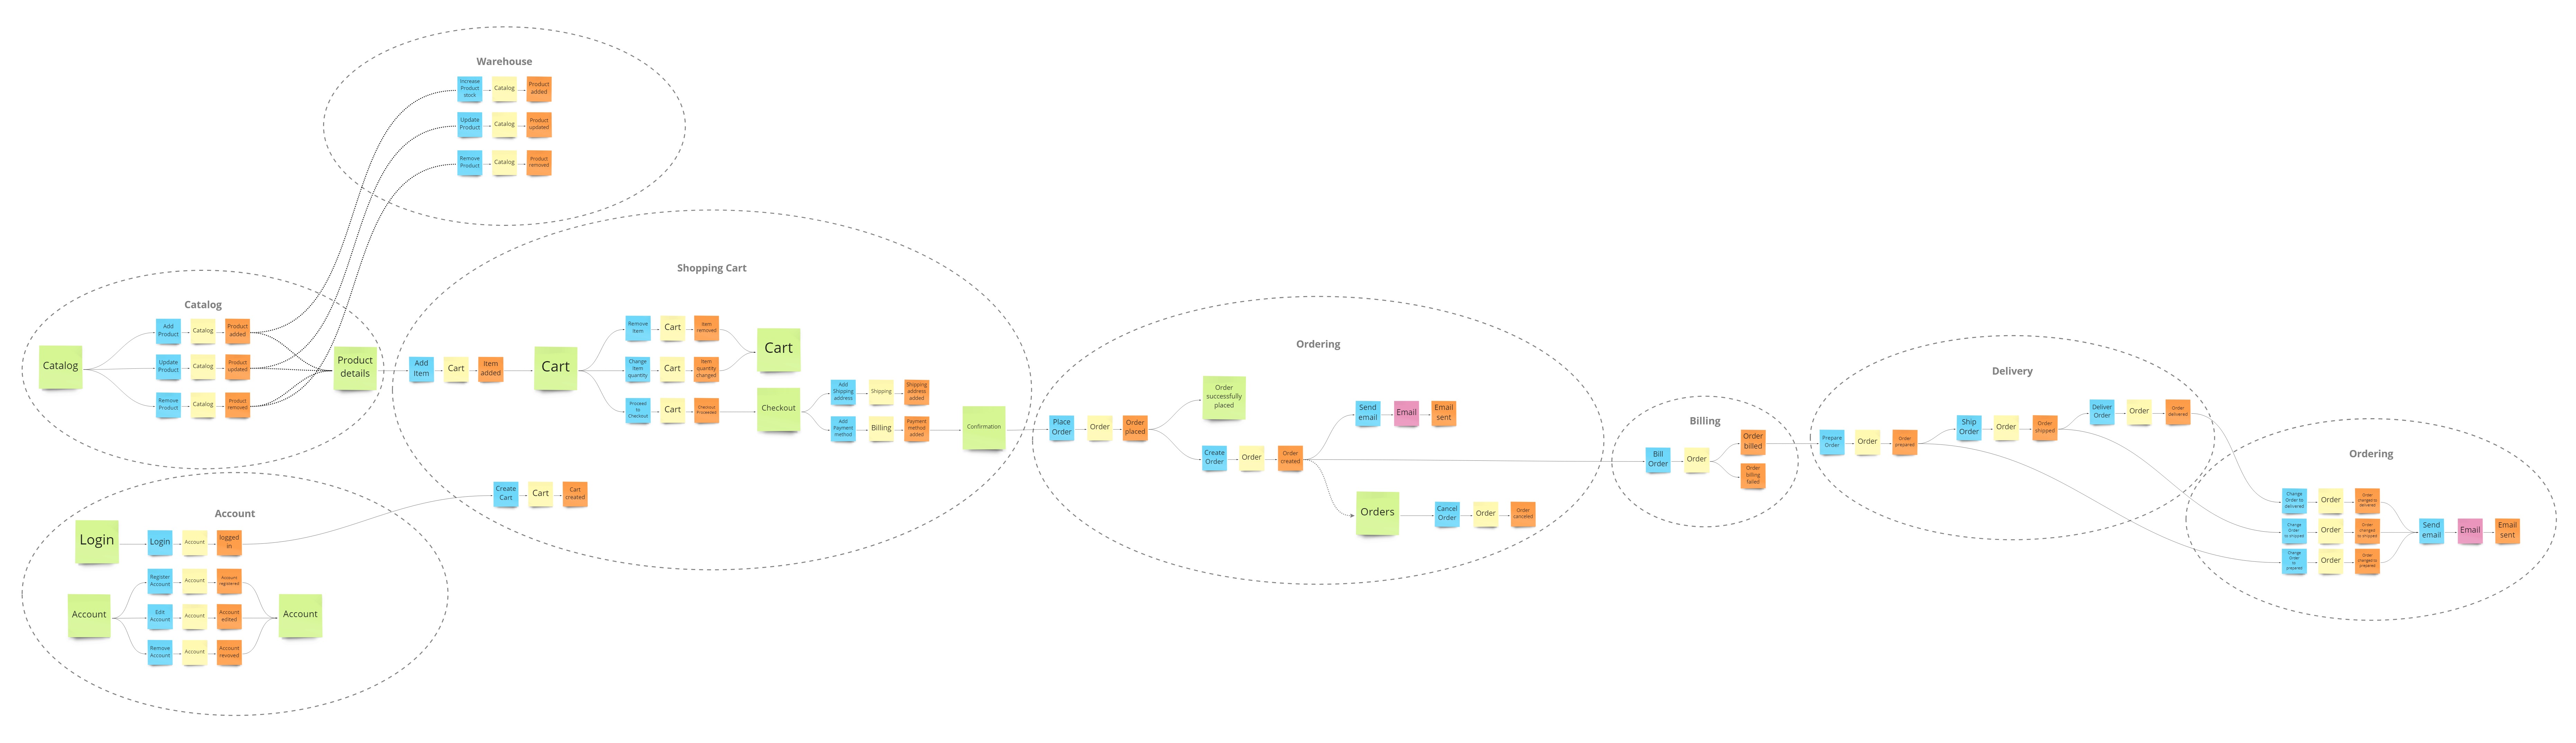 Warehouse
Increase
Product
stock
Catalog
Product
added
Update
Product
Catalog
Product
updated
Remove
Product
Catalog
Product
removed
Catalog
Catalog
Add
Product
Catalog
Product
added
Update
Product
Catalog
Product
updated
Remove
Product
Catalog
Product
removed
Product
details
Shopping Cart
Add
Item
Cart
Item
added
Cart
Remove
Item
Cart
Item
removed
Change
Item
quantity
Cart
Item
quantity
changed
Proceed
to
Checkout
Cart
Checkout
Proceeded
Cart
Checkout
Add
Shipping
address
Shipping
Shipping
address
added
Add
Payment
method
Billing
Payment
method
added
Confirmation
Create
Cart
Cart
Cart
created
Account
Login
Login
Account
logged
in
Account
Register
Account
Account
Account
registered
Edit
Account
Account
Account
edited
Remove
Account
Account
Account
revoved
Account
Ordering
Place
Order
Order
Order
placed
Order
successfully
placed
Create
Order
Order
Order
created
Send
email
Email
Email
sent
Orders
Cancel
Order
Order
Order
canceled
Billing
Bill
Order
Order
Order
billed
Order
billing
failed
Delivery
Prepare
Order
Order
Order
prepared
Ship
Order
Order
Order
shipped
Deliver
Order
Order
Order
delivered
Ordering
Change
Order to
delivered
Order
Order
changed to
delivered
Change
Order
to shipped
Order
Order
changed
to shipped
Change
Order
to
prepared
Order
Order
changed to
prepared
Send
email
Email
Email
sent